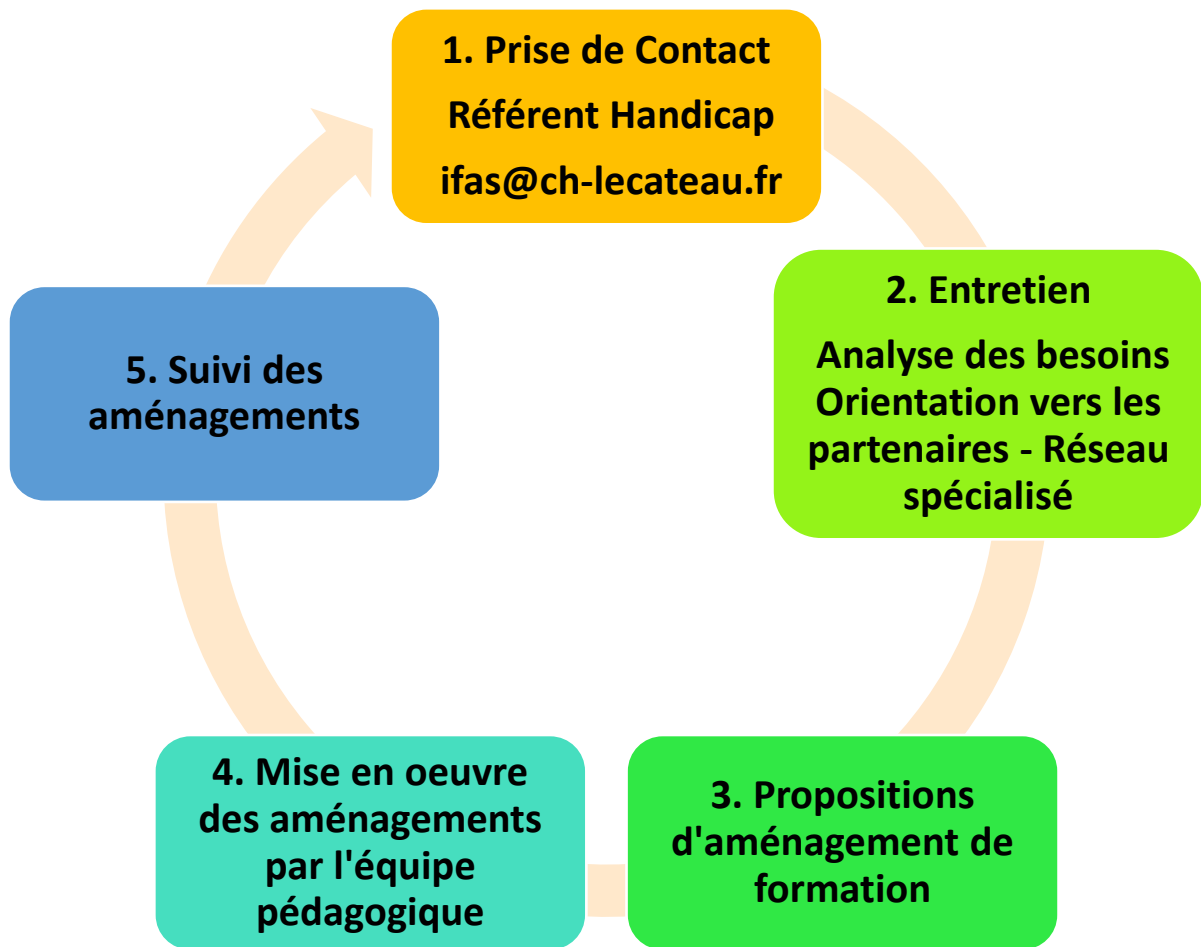 1. Prise de Contact
Référent Handicap
ifas@ch-lecateau.fr
2. Entretien
Analyse des besoins
Orientation vers les
partenaires - Réseau
spécialisé
3. Propositions
d'aménagement de
formation
4. Mise en oeuvre
des aménagements
par l'équipe
pédagogique
5. Suivi des
aménagements